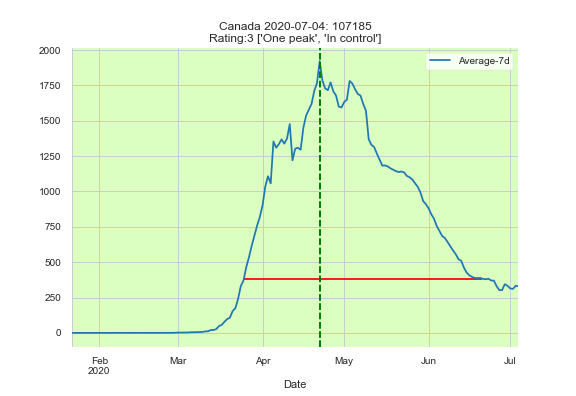 Canada 2020-07-04: 107185
Rating:3 ['One peak', 'In control']
2000
Average-7d
1750
1500
1250
1000
750
500
250
0
Feb Mar Apr May Jun Jul
2020
Date